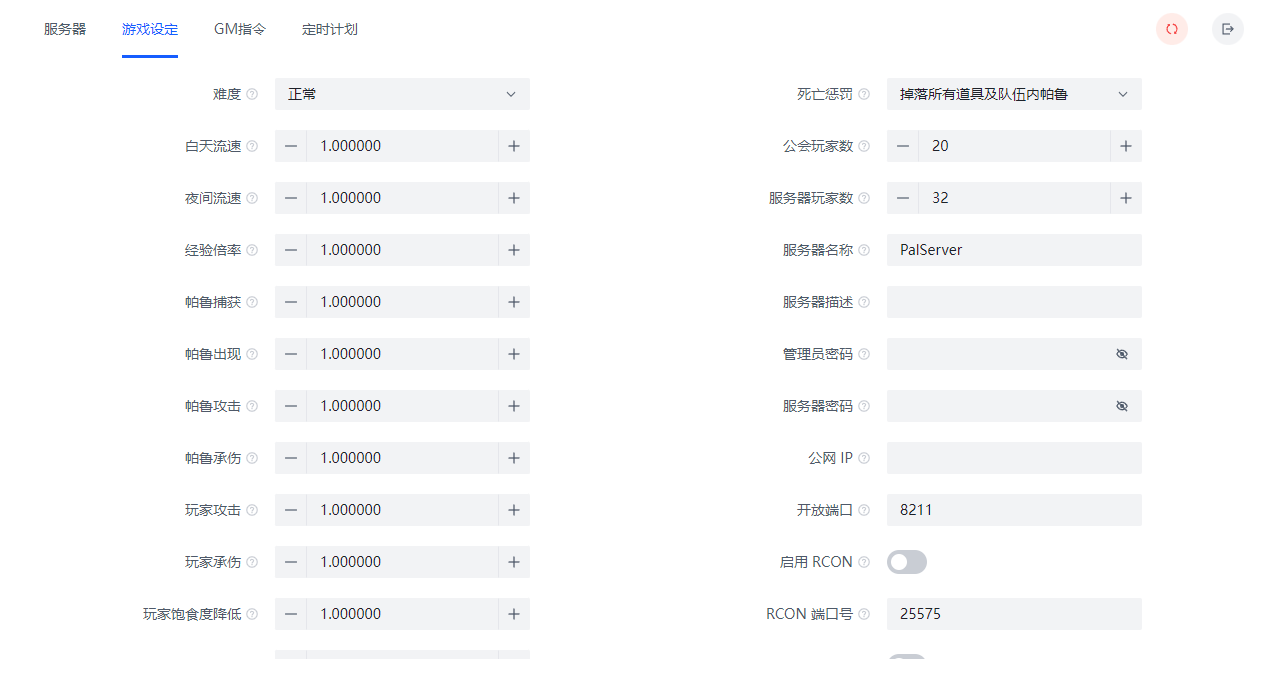 服务器 游戏设定 GM指令 定时计划
难度 正常
白天流速 1.000000
夜间流速 1.000000
经验倍率 1.000000
帕鲁捕获 1.000000
帕鲁出现 1.000000
帕鲁攻击 1.000000
帕鲁承伤 1.000000
玩家攻击 1.000000
玩家承伤 1.000000
玩家饱食度降低 1.000000
死亡惩罚 掉落所有道具及队伍内帕鲁
公会玩家数 20
服务器玩家数 32
服务器名称 PalServer
服务器描述
管理员密码
服务器密码
公网 IP
开放端口 8211
启用 RCON
RCON 端口号 25575